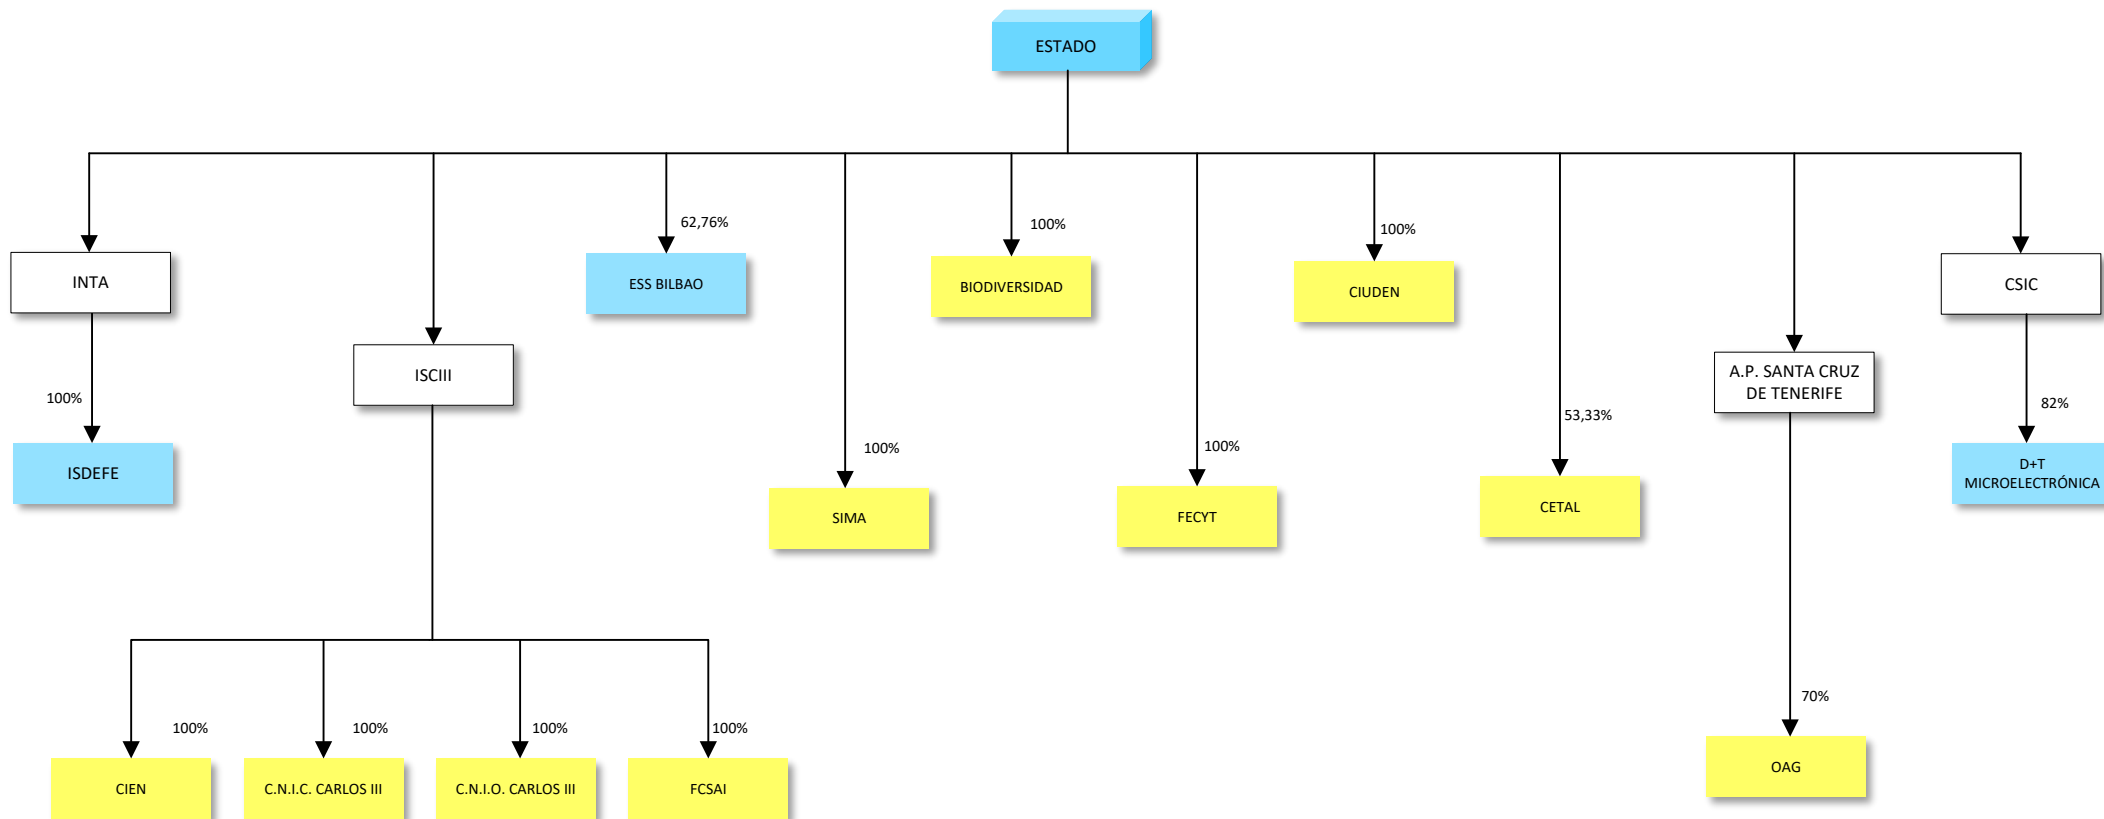 ESTADO
62,76%
100%
100%
INTA
ESS BILBAO
BIODIVERSIDAD
CIUDEN
CSIC
ISCIII
A.P. SANTA CRUZ
DE TENERIFE
100%
53,33%
82%
100%
100%
ISDEFE
D+T
MICROELECTRÓNICA
SIMA
FECYT
CETAL
70%
100%
100%
100%
100%
CIEN
C.N.I.C. CARLOS III
C.N.I.O. CARLOS III
FCSAI
OAG